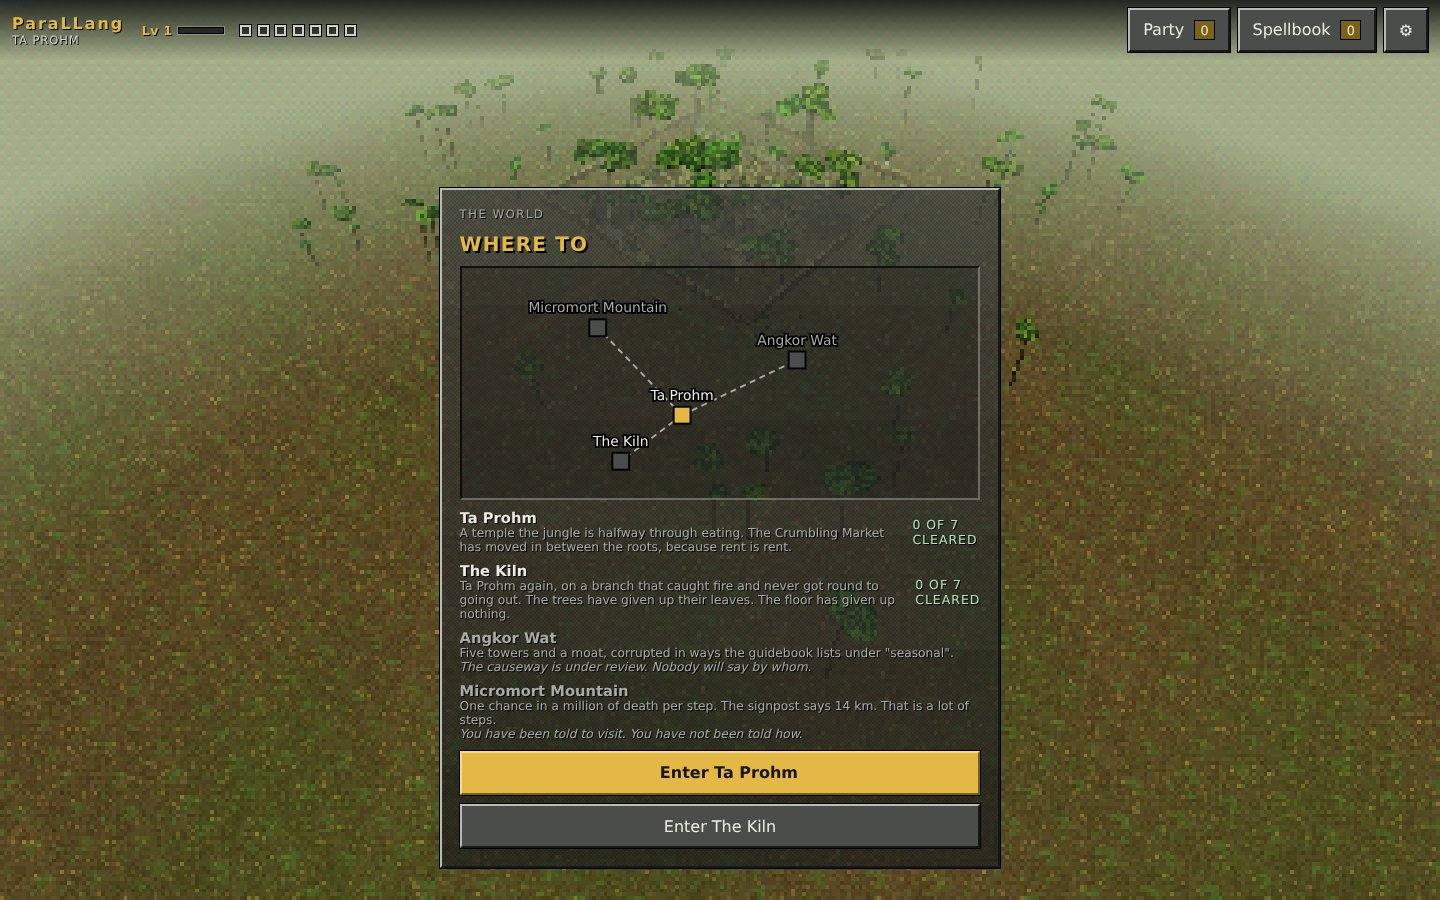 ParaLLang
TA PROHM
Lv 1
Party 0
Spellbook 0
THE WORLD
WHERE TO
Micromort Mountain
Angkor Wat
Ta Prohm
The Kiln
Ta Prohm
A temple the jungle is halfway through eating. The Crumbling Market
has moved in between the roots, because rent is rent.
0 OF 7
CLEARED
The Kiln
Ta Prohm again, on a branch that caught fire and never got round to
going out. The trees have given up their leaves. The floor has given up
nothing.
0 OF 7
CLEARED
Angkor Wat
Five towers and a moat, corrupted in ways the guidebook lists under "seasonal".
The causeway is under review. Nobody will say by whom.
Micromort Mountain
One chance in a million of death per step. The signpost says 14 km. That is a lot of
steps.
You have been told to visit. You have not been told how.
Enter Ta Prohm
Enter The Kiln